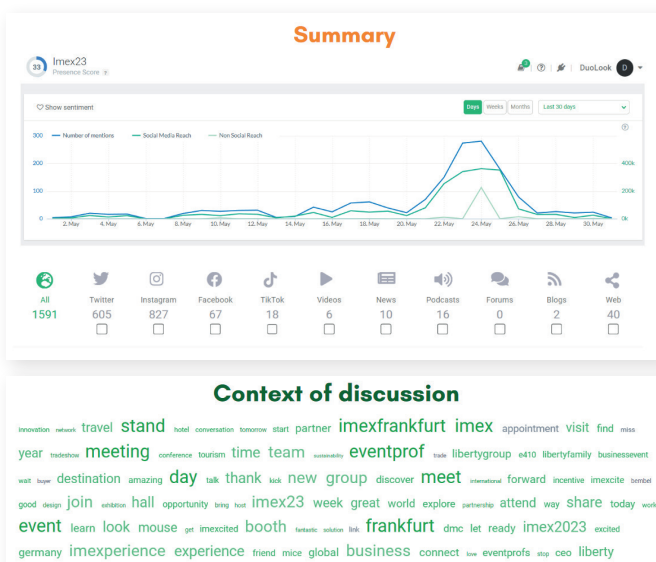 Summary
33 Imex23
Presence Score
3 DuoLook D
Show sentiment Days Weeks Months Last 30 days
300 Number of mentions Social Media Reach Non Social Reach
200 400k
100 200k
0 0k
2. May 4. May 6. May 8. May 10. May 12. May 14. May 16. May 18. May 20. May 22. May 24. May 26. May 28. May 30. May
All Twitter Instagram Facebook TikTok Videos News Podcasts Forums Blogs Web
1591 605 827 67 18 6 10 16 0 2 40
Context of discussion
innovation network travel stand hotel conversation tomorrow start partner imexfrankfurt imex appointment visit find miss
year tradeshow meeting conference tourism time team sustainability eventprof trade libertygroup e410 libertyfamily businessevent
wait buyer destination amazing day talk thank kick new group discover meet international forward incentive imexcite bembel
good design join exhibition hall opportunity bring host imex23 week great world explore partnership attend way share today work
event learn look mouse get imexcited booth fantastic solution link frankfurt dmc let ready imex2023 excited
germany imexperience experience friend mice global business connect love eventprofs stop ceo liberty